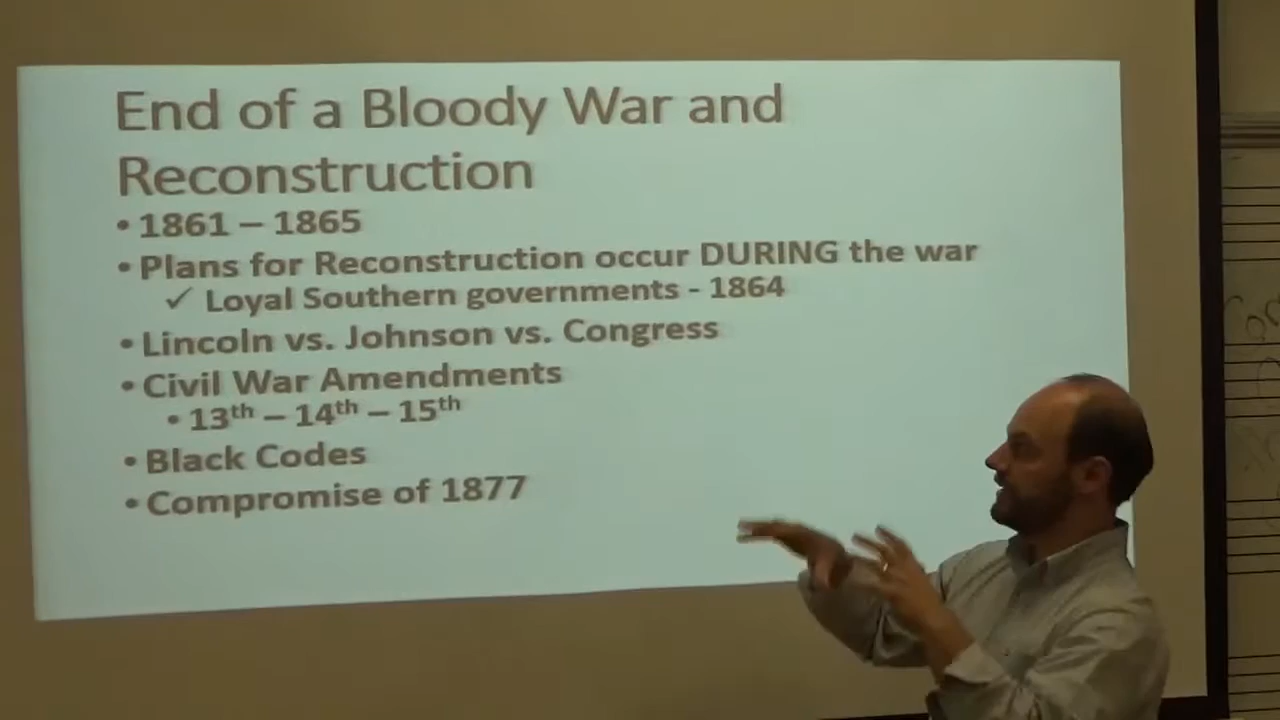 End of a Bloody War and
Reconstruction
• 1861 – 1865
• Plans for Reconstruction occur DURING the war
✓ Loyal Southern governments - 1864
• Lincoln vs. Johnson vs. Congress
• Civil War Amendments
• 13th – 14th – 15th
• Black Codes
• Compromise of 1877